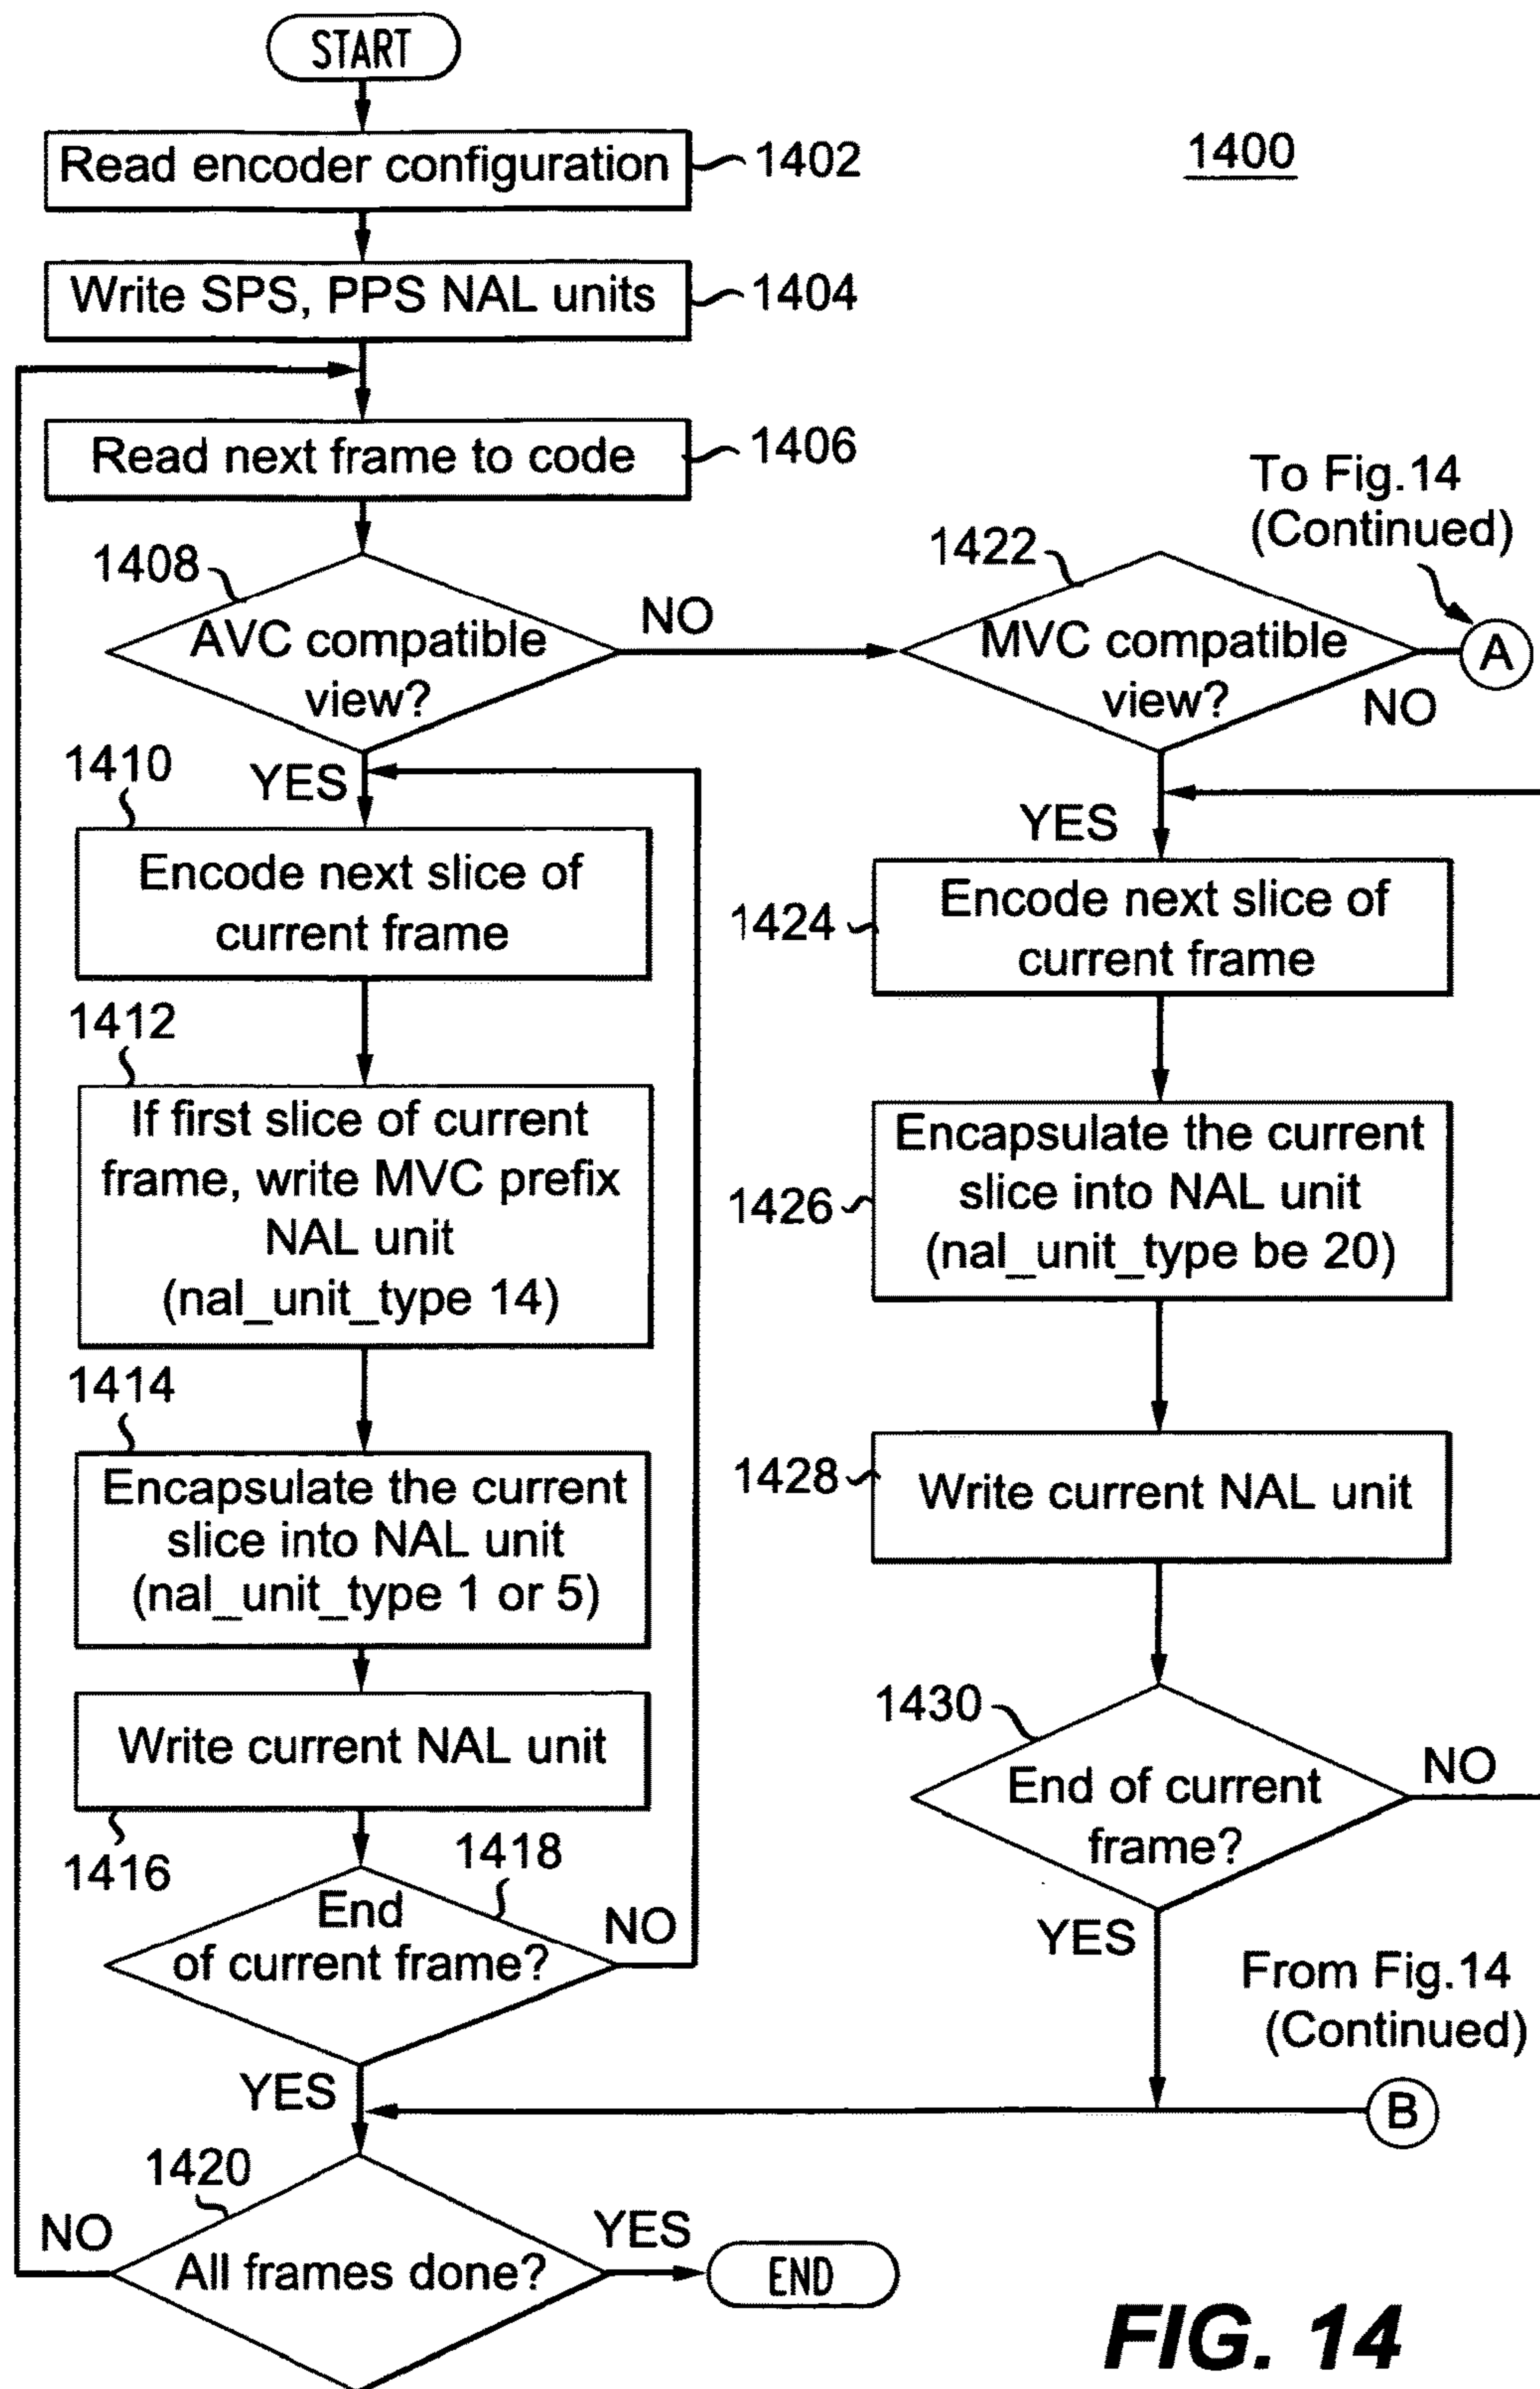 START
Read encoder configuration
1402
1400
Write SPS, PPS NAL units
1404
Read next frame to code
1406
To Fig.14
(Continued)
1408
AVC compatible
view?
NO
1422
MVC compatible
view?
NO
A
1410
YES
Encode next slice of
current frame
YES
1424
Encode next slice of
current frame
1412
If first slice of current
frame, write MVC prefix
NAL unit
(nal_unit_type 14)
1426
Encapsulate the current
slice into NAL unit
(nal_unit_type be 20)
1414
Encapsulate the current
slice into NAL unit
(nal_unit_type 1 or 5)
1428
Write current NAL unit
Write current NAL unit
1416
1418
End
of current frame?
NO
1430
End of current
frame?
NO
YES
From Fig.14
(Continued)
YES
B
1420
NO
All frames done?
YES
END
FIG. 14